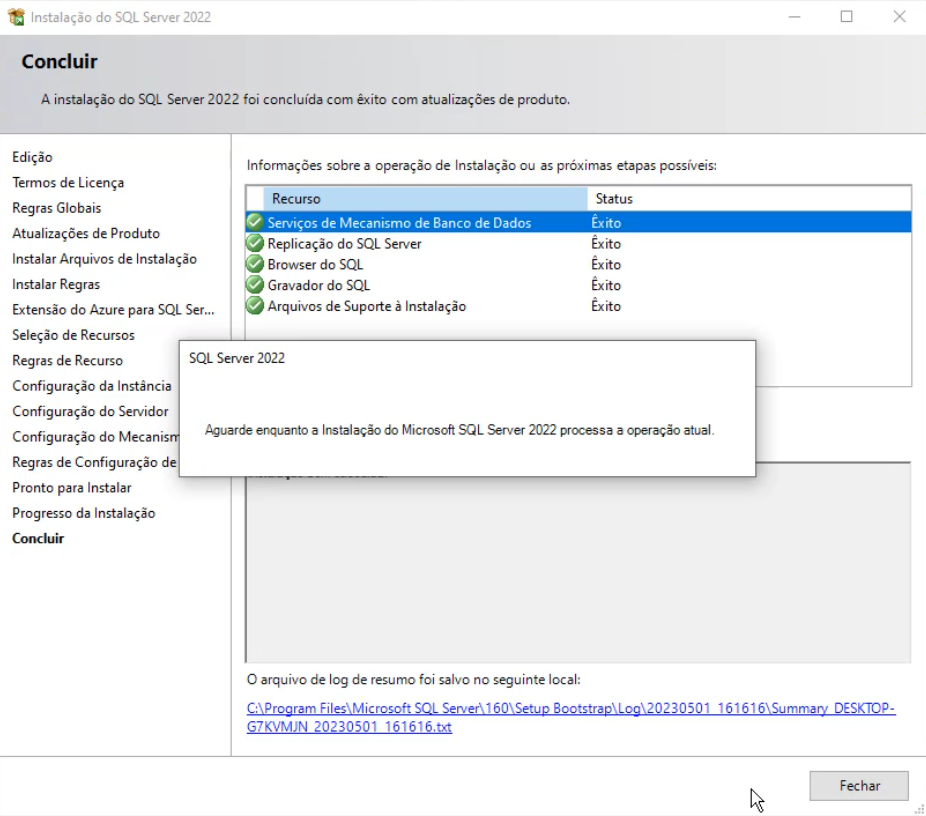 Instalação do SQL Server 2022
Concluir
A instalação do SQL Server 2022 foi concluída com êxito com atualizações de produto.
Edição
Termos de Licença
Regras Globais
Atualizações de Produto
Instalar Arquivos de Instalação
Instalar Regras
Extensão do Azure para SQL Ser...
Seleção de Recursos
Regras de Recurso
Configuração da Instância
Configuração do Servidor
Configuração do Mecanism
Regras de Configuração de
Pronto para Instalar
Progresso da Instalação
Concluir
Informações sobre a operação de Instalação ou as próximas etapas possíveis:
Recurso Status
Serviços de Mecanismo de Banco de Dados Êxito
Replicação do SQL Server Êxito
Browser do SQL Êxito
Gravador do SQL Êxito
Arquivos de Suporte à Instalação Êxito
SQL Server 2022
Aguarde enquanto a Instalação do Microsoft SQL Server 2022 processa a operação atual.
O arquivo de log de resumo foi salvo no seguinte local:
C:\Program Files\Microsoft SQL Server\160\Setup Bootstrap\Log\20230501_161616\Summary_DESKTOP-
G7KVMJN_20230501_161616.txt
Fechar